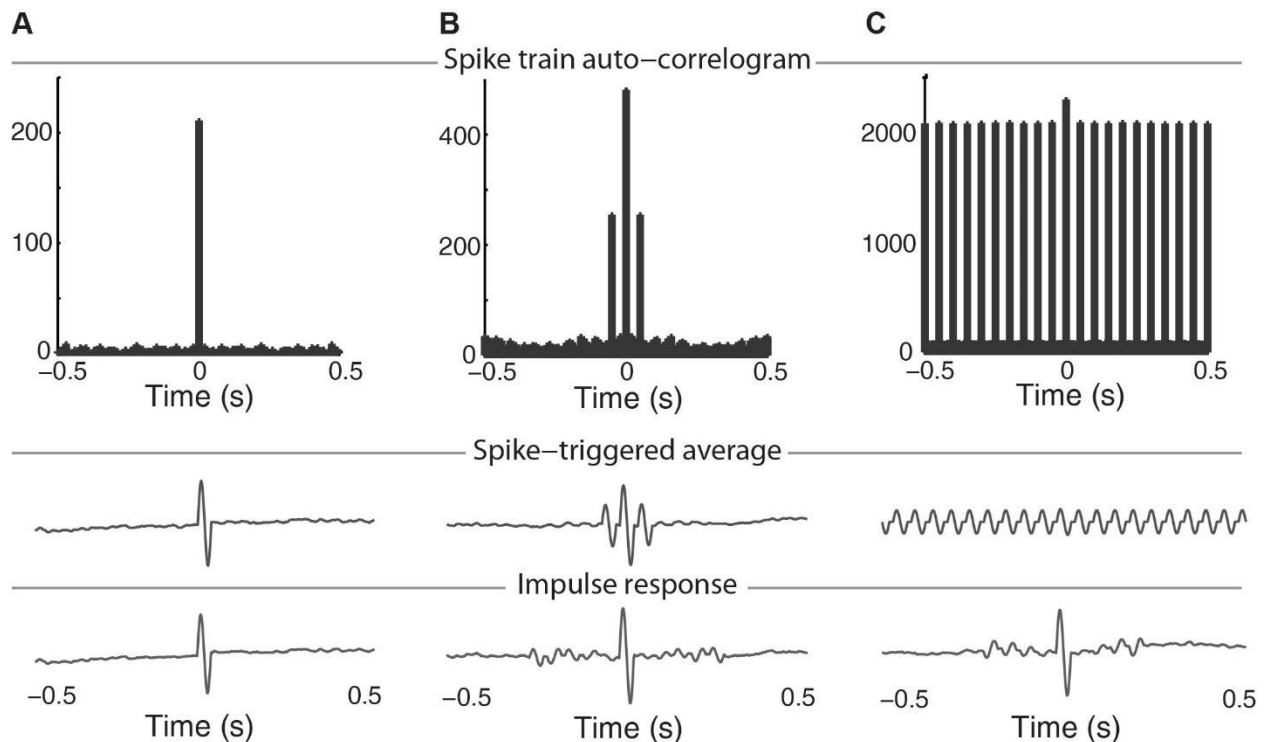 A B C
Spike train auto−correlogram
200
100
0
−0.5 0 0.5
Time (s)
400
200
0
−0.5 0 0.5
Time (s)
2000
1000
0
−0.5 0 0.5
Time (s)
Spike−triggered average
Impulse response
−0.5 0.5
Time (s)
−0.5 0.5
Time (s)
−0.5 0.5
Time (s)